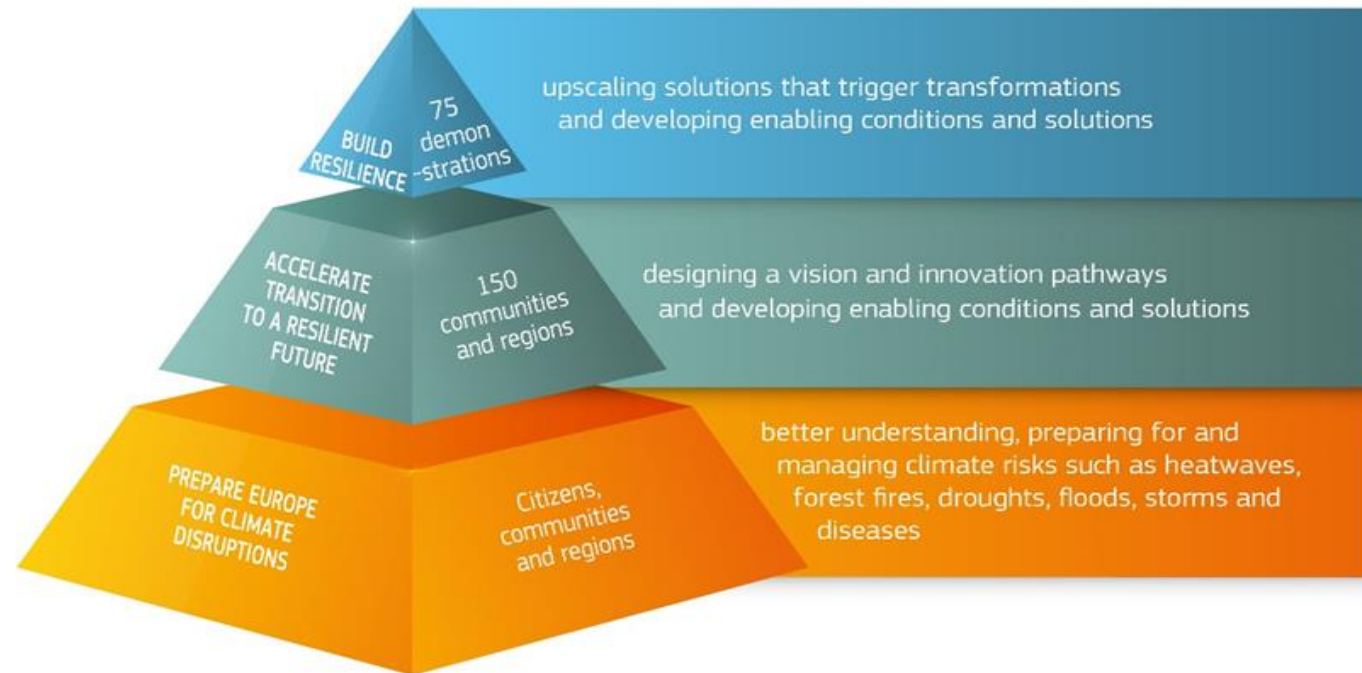 BUILD
RESILIENCE
75
demon
-strations
upscaling solutions that trigger transformations
and developing enabling conditions and solutions
ACCELERATE
TRANSITION
TO A RESILIENT
FUTURE
150
communities
and regions
designing a vision and innovation pathways
and developing enabling conditions and solutions
PREPARE EUROPE
FOR CLIMATE
DISRUPTIONS
Citizens,
communities
and regions
better understanding, preparing for and
managing climate risks such as heatwaves,
forest fires, droughts, floods, storms and
diseases